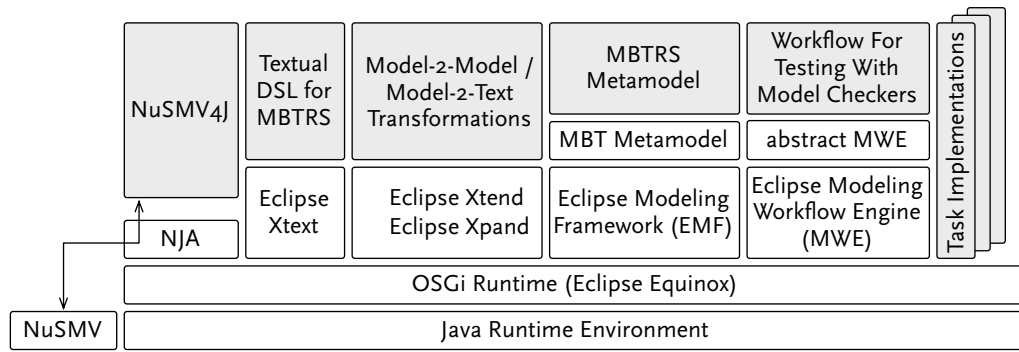 NuSMV4J
Textual
DSL for
MBTRS
Model-2-Model /
Model-2-Text
Transformations
MBTRS
Metamodel
Workflow For
Testing With
Model Checkers
Task Implementations
MBT Metamodel
abstract MWE
NJA
Eclipse
Xtext
Eclipse Xtend
Eclipse Xpand
Eclipse Modeling
Framework (EMF)
Eclipse Modeling
Workflow Engine
(MWE)
OSGi Runtime (Eclipse Equinox)
NuSMV
Java Runtime Environment